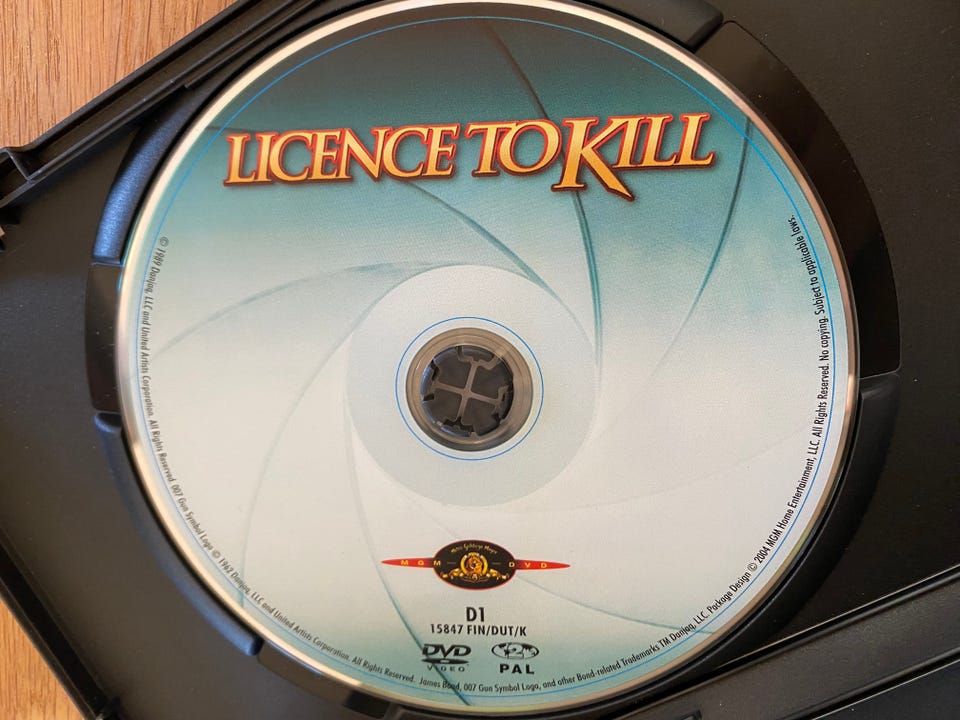 LICENCE TO KILL
© 1989 Danjaq, LLC and United Artists Corporation. All Rights Reserved. 007 Gun Symbol Logo © 1962 Danjaq, LLC and United Artists Corporation. All Rights Reserved. James Bond, 007 Gun Symbol Logo, and other Bond-related Trademarks TM Danjaq, LLC. Package Design © 2004 MGM Home Entertainment, LLC. All Rights Reserved. No copying. Subject to applicable laws.
Metro Goldwyn Mayer
MGM DVD
D1
15847 FIN/DUT/K
DVD
VIDEO
2
PAL